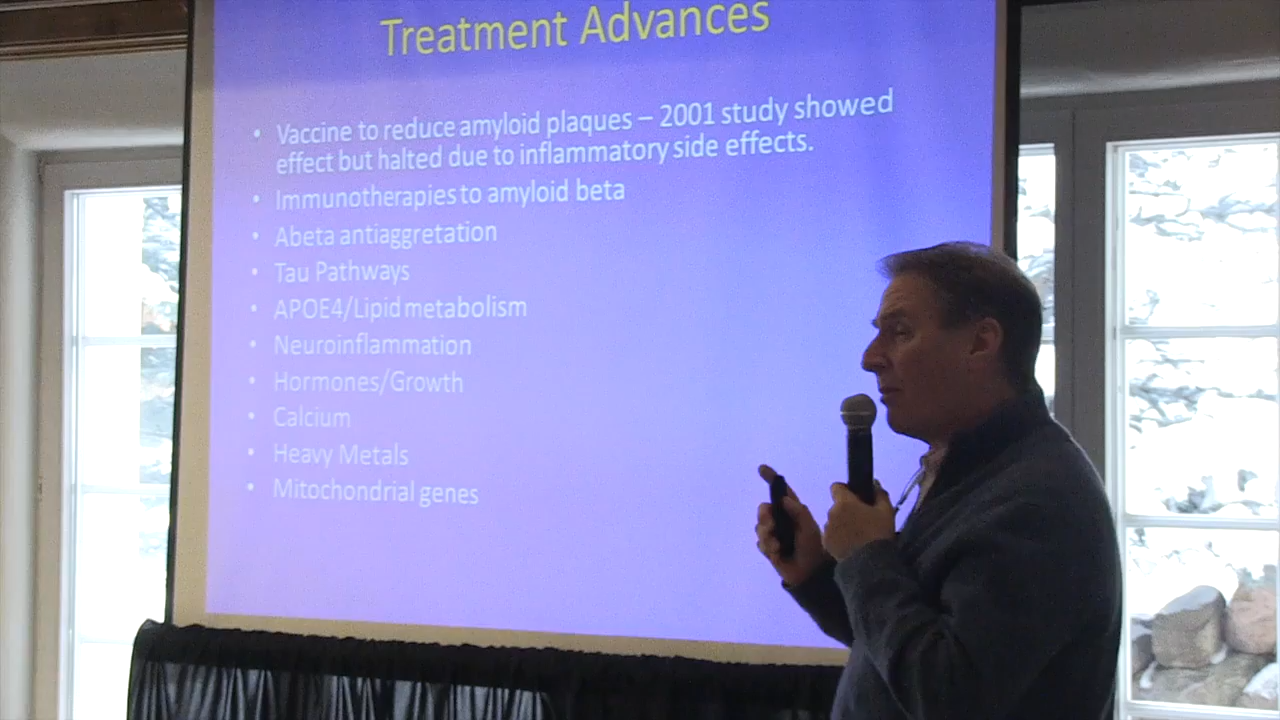 Treatment Advances
• Vaccine to reduce amyloid plaques – 2001 study showed
effect but halted due to inflammatory side effects.
• Immunotherapies to amyloid beta
• Abeta antiaggretation
• Tau Pathways
• APOE4/Lipid metabolism
• Neuroinflammation
• Hormones/Growth
• Calcium
• Heavy Metals
• Mitochondrial genes